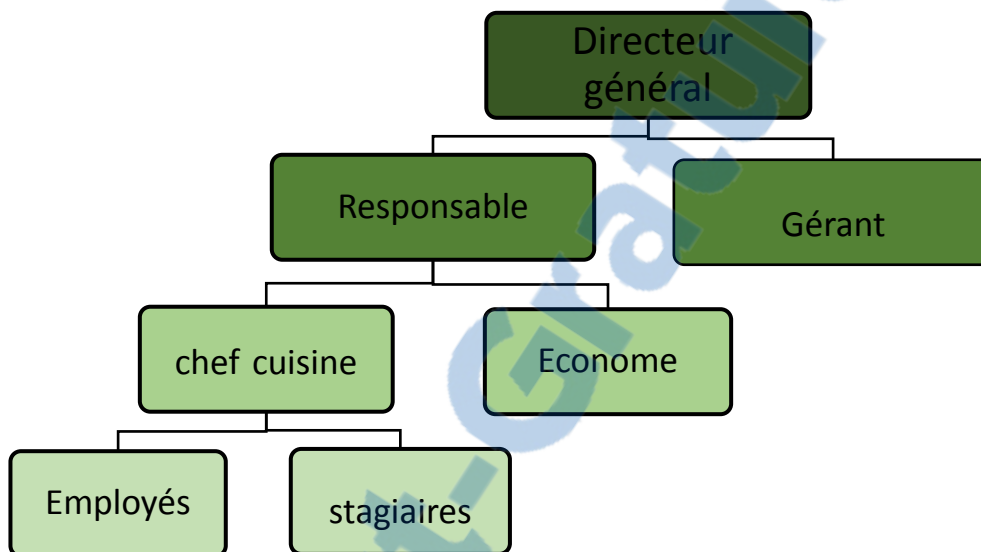 Directeur
général
Responsable
Gérant
chef cuisine
Econome
Employés
stagiaires